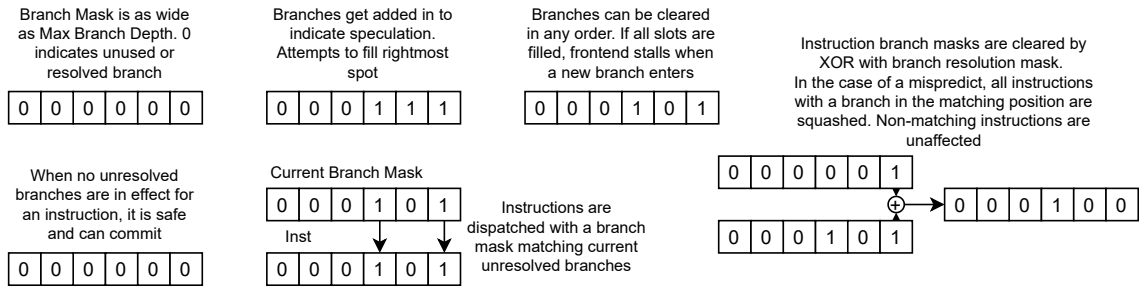 Branch Mask is as wide
as Max Branch Depth. 0
indicates unused or
resolved branch
0 0 0 0 0 0
Branches get added in to
indicate speculation.
Attempts to fill rightmost
spot
0 0 0 1 1 1
Branches can be cleared
in any order. If all slots are
filled, frontend stalls when
a new branch enters
0 0 0 1 0 1
Instruction branch masks are cleared by
XOR with branch resolution mask.
In the case of a mispredict, all instructions
with a branch in the matching position are
squashed. Non-matching instructions are
unaffected
0 0 0 0 0 1
0 0 0 1 0 0
0 0 0 1 0 1
When no unresolved
branches are in effect for
an instruction, it is safe
and can commit
0 0 0 0 0 0
Current Branch Mask
0 0 0 1 0 1
Inst
0 0 0 1 0 1
Instructions are
dispatched with a branch
mask matching current
unresolved branches